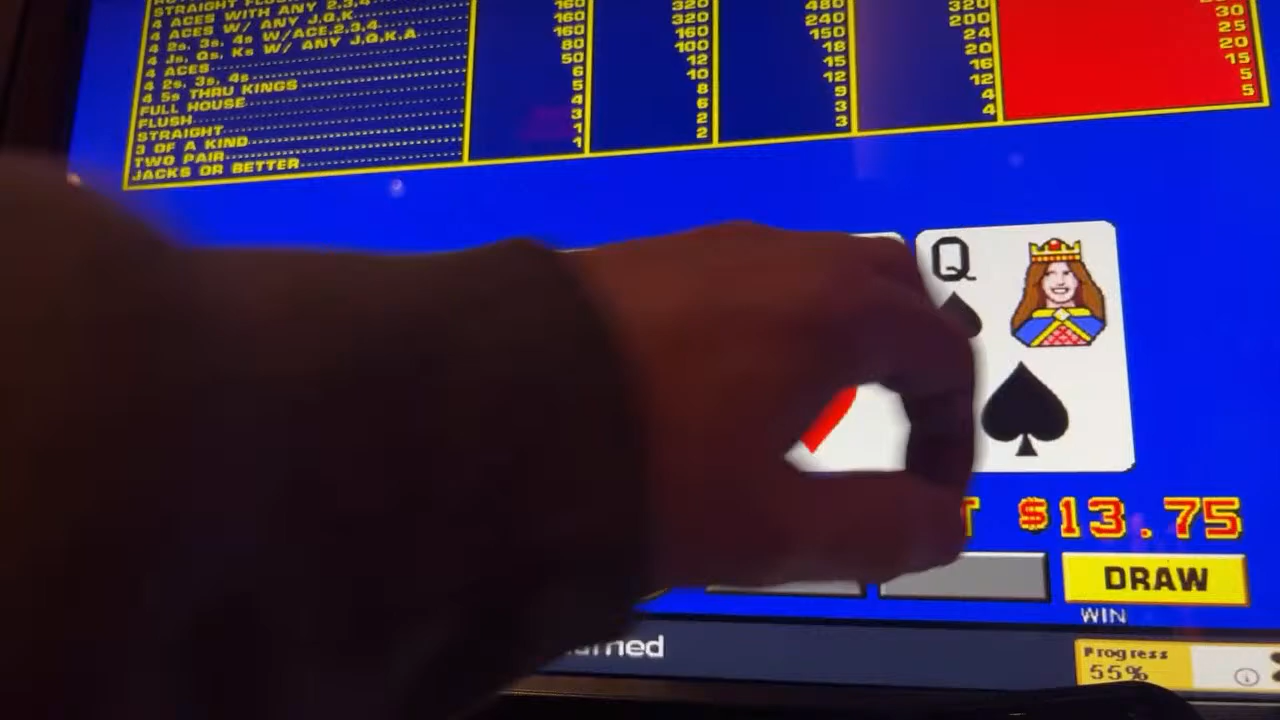 STRAIGHT FLUSH
4 ACES WITH ANY 2,3,4
4 ACES W/ ANY J,Q,K
4 2s, 3s, 4s W/ACE,2,3,4
4 Js, Qs, Ks W/ ANY J,Q,K,A
4 ACES
4 2s, 3s, 4s
4 5s THRU KINGS
FULL HOUSE
FLUSH
STRAIGHT
3 OF A KIND
TWO PAIR
JACKS OR BETTER
160 320 480 320
160 320 240 200 30
160 160 150 24 25
80 100 18 20 20
50 12 15 16 15
6 10 12 12 5
5 8 9 4 5
4 6 3 4
3 2 3
1 2
1
Q
$13.75
DRAW
WIN
Progress
55%